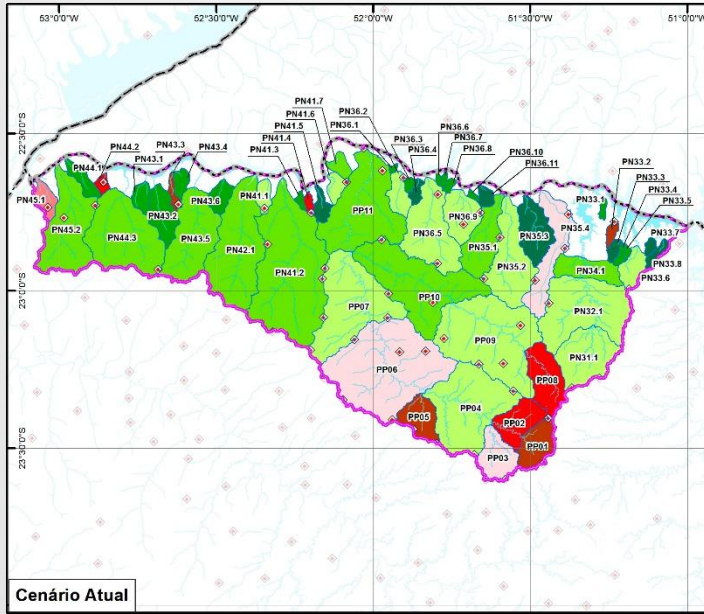 53°0'0"W
52°30'0"W
52°0'0"W
51°30'0"W
51°0'0"W
22°30'0"S
23°0'0"S
23°30'0"S
PN41.7
PN41.6
PN41.5
PN41.4
PN41.3
PN36.2
PN36.1
PN36.3
PN36.4
PN36.6
PN36.7
PN36.8
PN36.10
PN36.11
PN33.2
PN33.3
PN33.4
PN33.5
PN33.1
PN33.7
PN33.8
PN33.6
PN44.2
PN44.1
PN43.1
PN43.3
PN43.4
PN45.1
PN45.2
PN44.3
PN43.2
PN43.6
PN43.5
PN41.1
PN42.1
PN41.2
PP11
PN36.5
PN36.9
PN35.1
PN35.2
PN35.3
PN35.4
PN34.1
PN32.1
PN31.1
PP07
PP10
PP09
PP06
PP08
PP05
PP04
PP02
PP01
PP03
Cenário Atual